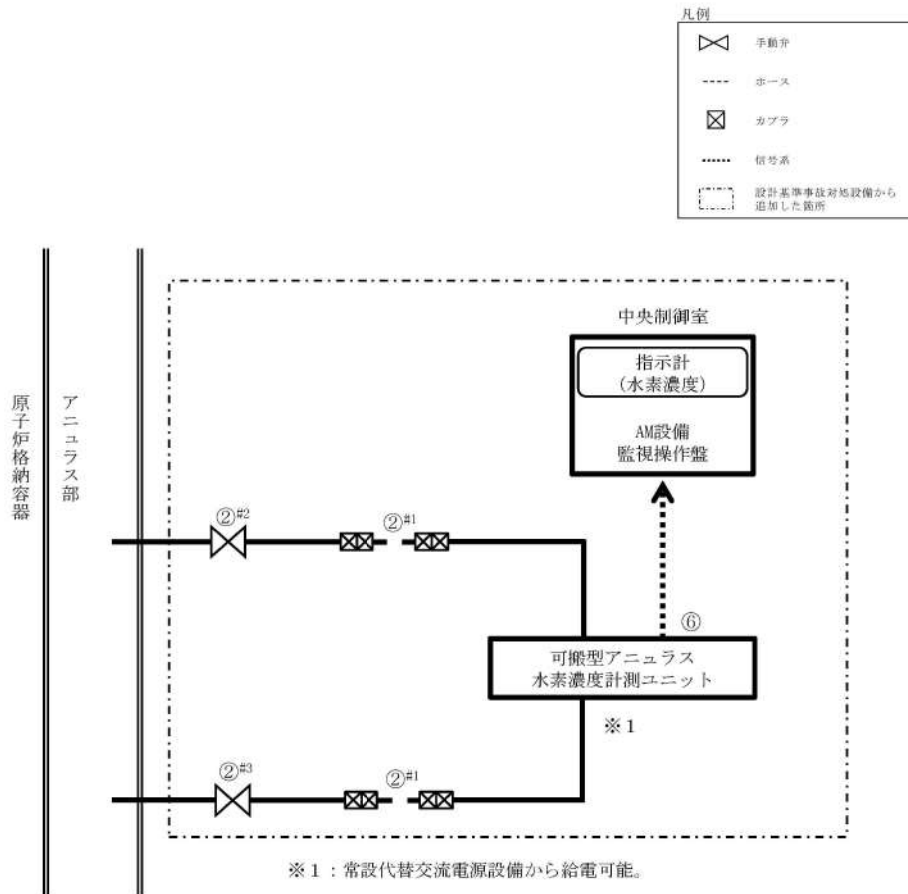 凡例
手動弁
ホース
カプラ
信号系
設計基準事故対処設備から
追加した箇所
中央制御室
指示計
(水素濃度)
AM設備
監視操作盤
原子炉格納容器
アニュラス部
②#2
②#1
⑥
可搬型アニュラス
水素濃度計測ユニット
※1
②#3
②#1
※1:常設代替交流電源設備から給電可能。